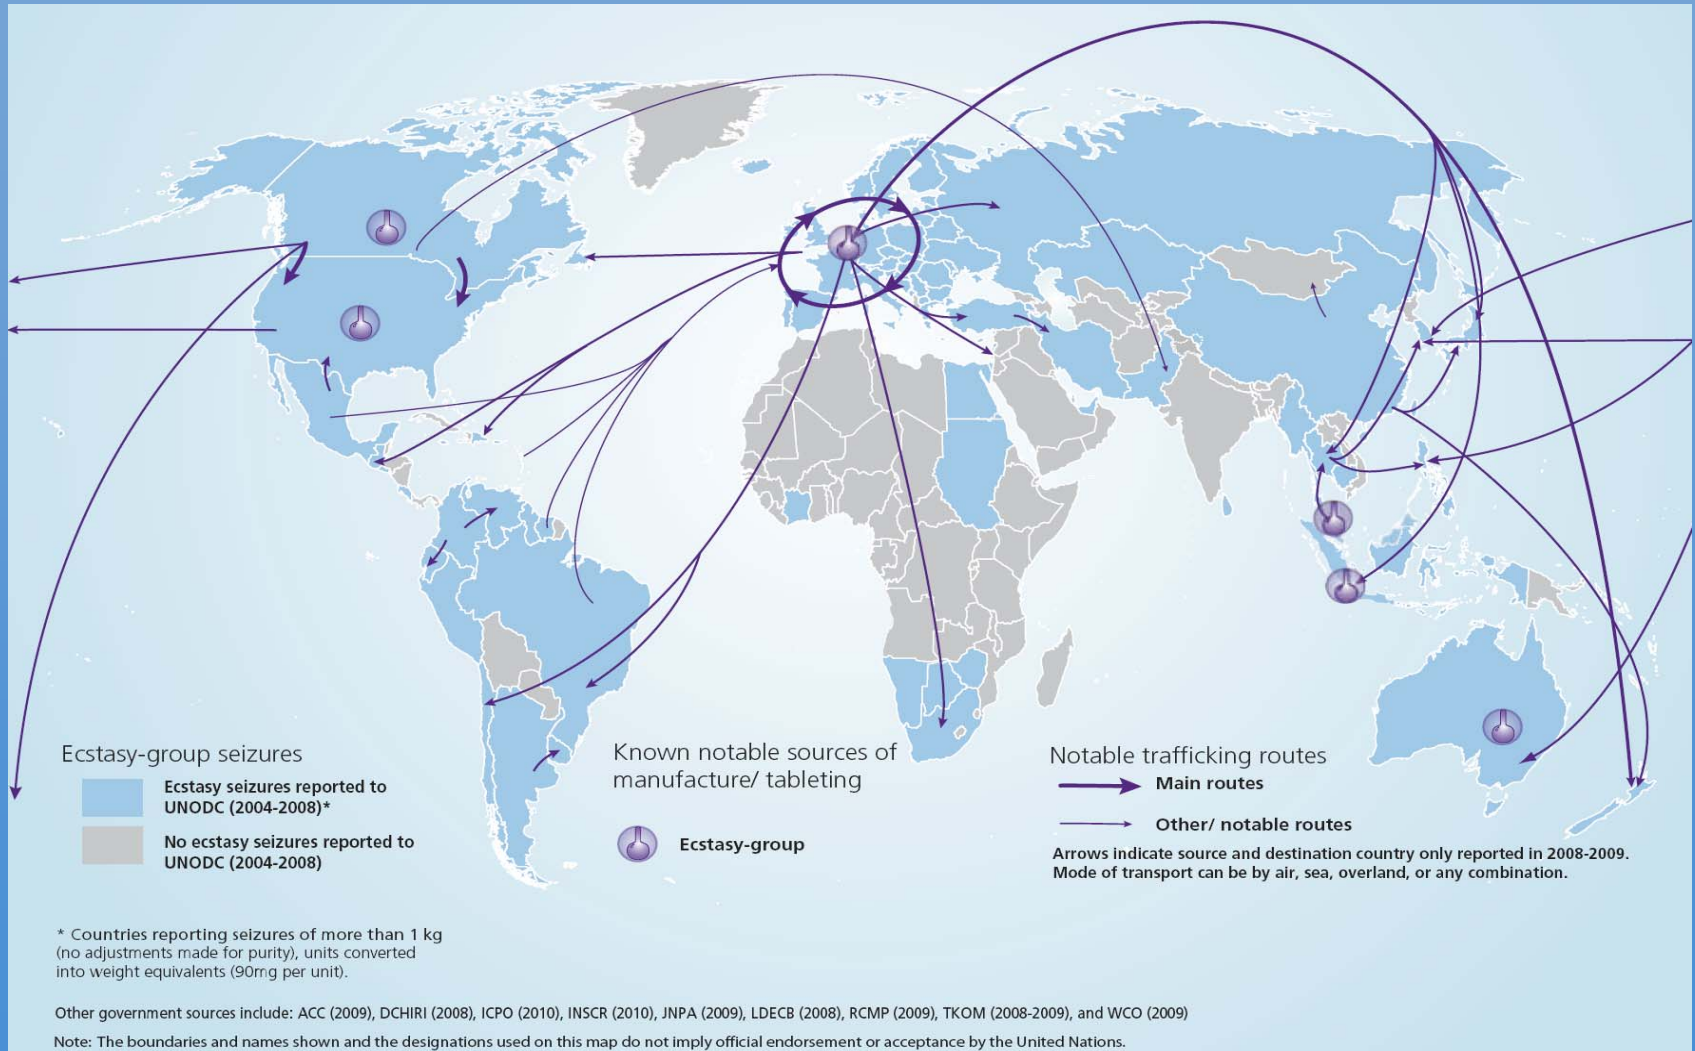 Ecstasy-group seizures
Ecstasy seizures reported to
UNODC (2004-2008)*
No ecstasy seizures reported to
UNODC (2004-2008)
Known notable sources of
manufacture/ tableting
Ecstasy-group
Notable trafficking routes
Main routes
Other/ notable routes
Arrows indicate source and destination country only reported in 2008-2009.
Mode of transport can be by air, sea, overland, or any combination.
* Countries reporting seizures of more than 1 kg
(no adjustments made for purity), units converted
into weight equivalents (90mg per unit).
Other government sources include: ACC (2009), DCHIRI (2008), ICPO (2010), INSCR (2010), JNPA (2009), LDECB (2008), RCMP (2009), TKOM (2008-2009), and WCO (2009)
Note: The boundaries and names shown and the designations used on this map do not imply official endorsement or acceptance by the United Nations.